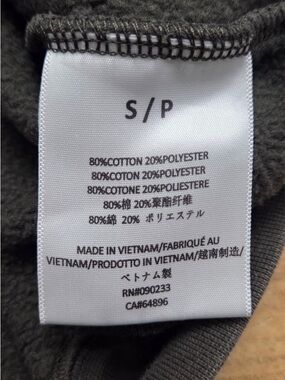 S/P
80%COTTON 20%POLYESTER
80%COTON 20%POLYESTER
80%COTONE 20%POLIESTERE
80%棉 20%聚酯纤维
80%綿 20% ポリエステル
MADE IN VIETNAM/FABRIQUÉ AU
VIETNAM/PRODOTTO IN VIETNAM/越南制造/
ベトナム製
RN#090233
CA#64896